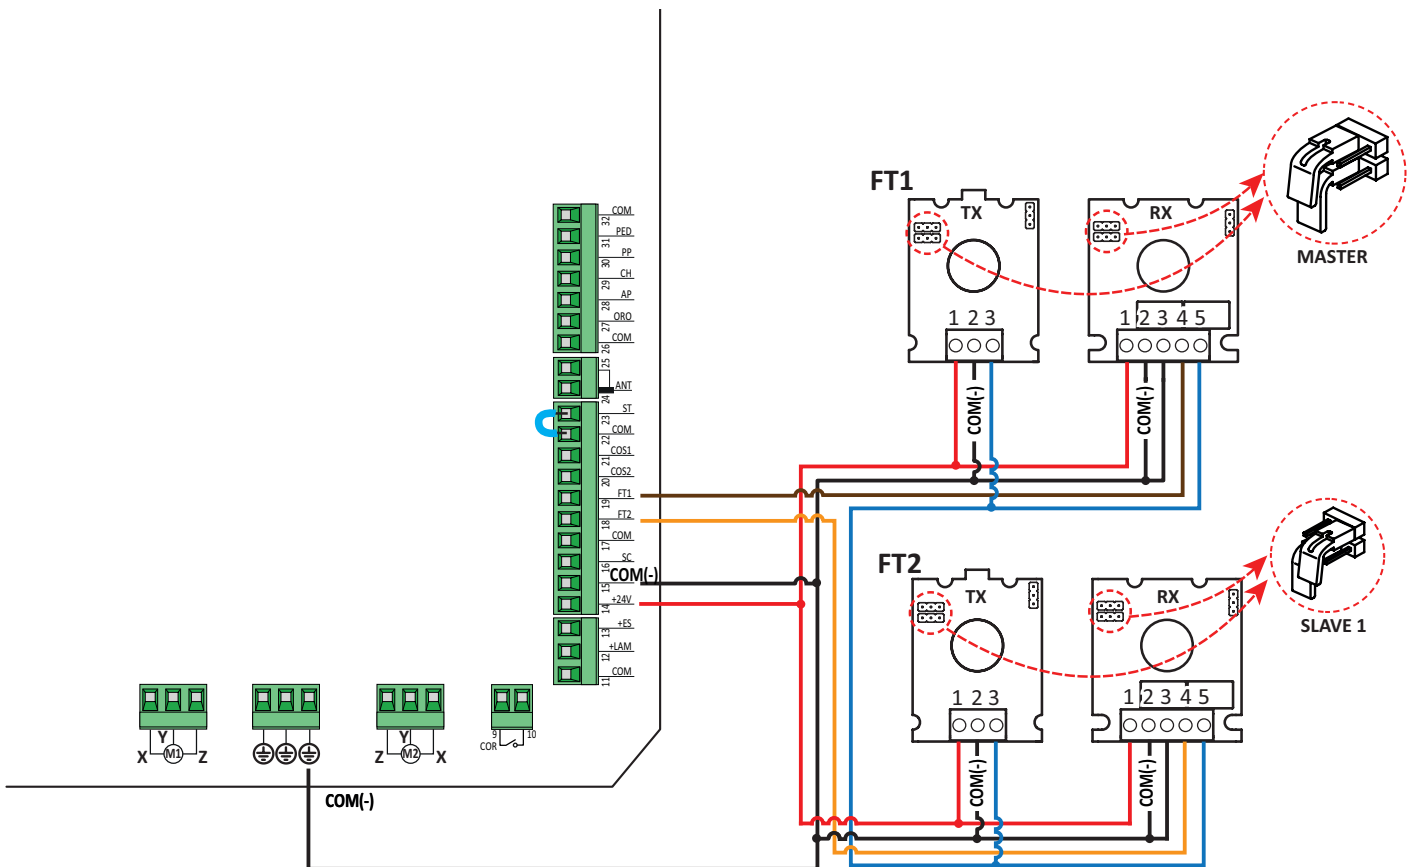 FT1
TX
RX
MASTER
1 2 3
1 2 3 4 5
COM(-)
COM(-)
FT2
TX
RX
SLAVE 1
1 2 3
1 2 3 4 5
COM(-)
COM(-)
COM 32
PED 31
PP 30
CH 29
AP 28
ORO 27
COM 26
25
ANT 24
ST 23
COM 22
COS1 21
COS2 20
FT1 19
FT2 18
COM 17
SC 16
COM(-) 15
+24V 14
+ES 13
+LAM 12
COM 11
X Y M1 Z
Z Y M2 X
9 10
COR
COM(-)